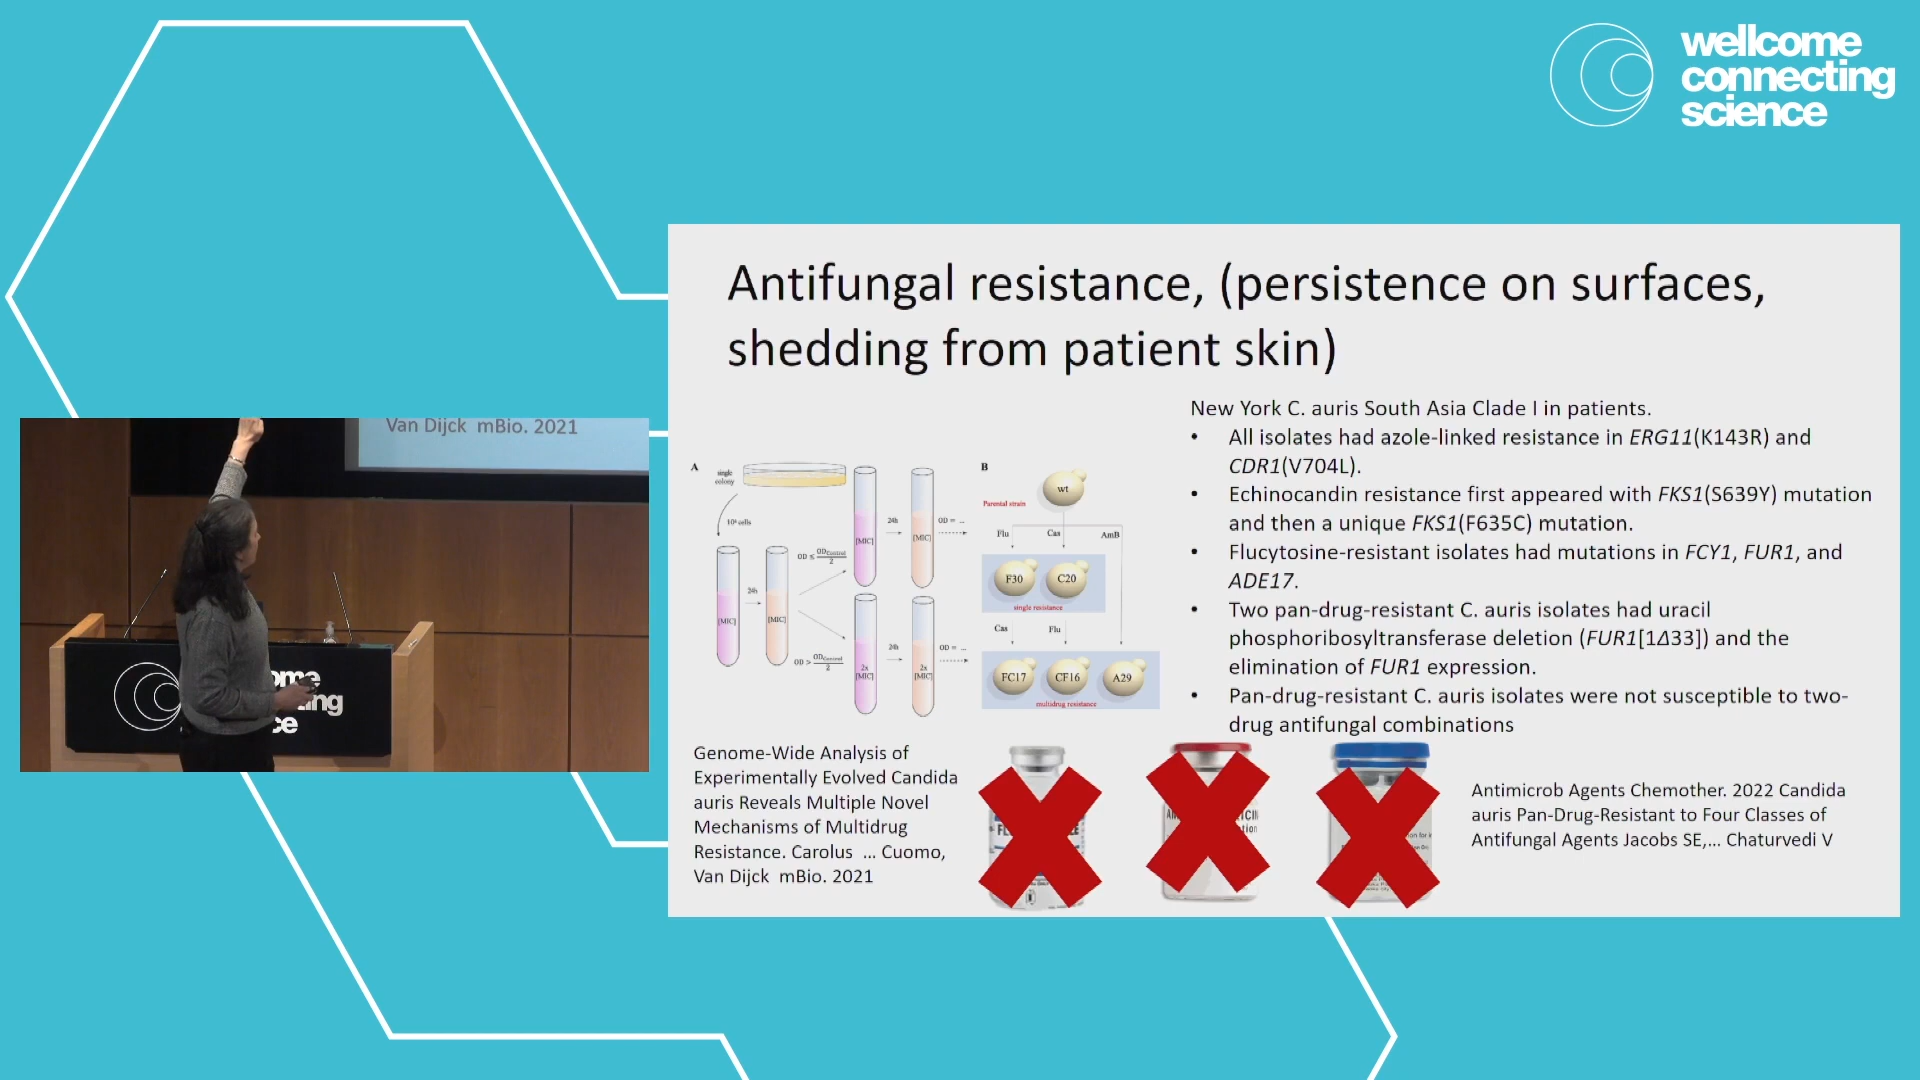 wellcome
connecting
science
Antifungal resistance, (persistence on surfaces,
shedding from patient skin)
New York C. auris South Asia Clade I in patients.
• All isolates had azole-linked resistance in ERG11(K143R) and
CDR1(V704L).
• Echinocandin resistance first appeared with FKS1(S639Y) mutation
and then a unique FKS1(F635C) mutation.
• Flucytosine-resistant isolates had mutations in FCY1, FUR1, and
ADE17.
• Two pan-drug-resistant C. auris isolates had uracil
phosphoribosyltransferase deletion (FUR1[1Δ33]) and the
elimination of FUR1 expression.
• Pan-drug-resistant C. auris isolates were not susceptible to two-
drug antifungal combinations
A
single
colony
24h
OD = ...
[MIC]
[MIC]
OD ≤ ODControl/2
24h
[MIC]
[MIC]
OD > ODControl/2
24h
OD = ...
2x
[MIC]
2x
[MIC]
B
wt
Parental strain
Flu
Cas
AmB
F30
C20
single resistance
Cas
Flu
FC17
CF16
A29
multidrug resistance
Genome-Wide Analysis of
Experimentally Evolved Candida
auris Reveals Multiple Novel
Mechanisms of Multidrug
Resistance. Carolus ... Cuomo,
Van Dijck mBio. 2021
Antimicrob Agents Chemother. 2022 Candida
auris Pan-Drug-Resistant to Four Classes of
Antifungal Agents Jacobs SE,... Chaturvedi V
Van Dijck mBio. 2021